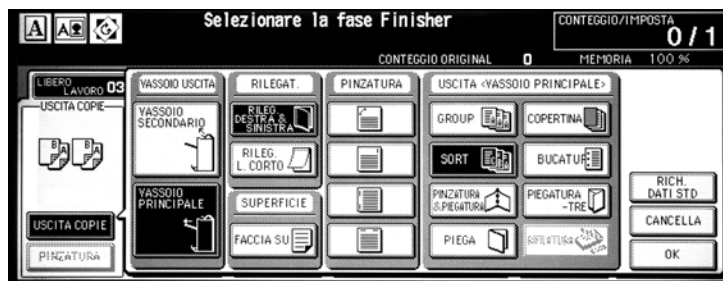 Selezionare la fase Finisher
CONTEGGIO/IMPOSTA
0 / 1
CONTEGGIO ORIGINAL 0 MEMORIA 100 %
LIBERO
LAVORO 03
USCITA COPIE
USCITA COPIE
PINZATURA
VASSOIO USCITA
VASSOIO
SECONDARIO
VASSOIO
PRINCIPALE
RILEGAT.
RILEG.
DESTRA &
SINISTRA
RILEG.
L. CORTO
SUPERFICIE
FACCIA SU
PINZATURA
USCITA <VASSOIO PRINCIPALE>
GROUP
COPERTINA
SORT
BUCATUR
PINZATURA
&PIEGATURA
PIEGATURA
-TRE
PIEGA
RIFILATURA
RICH.
DATI STD
CANCELLA
OK